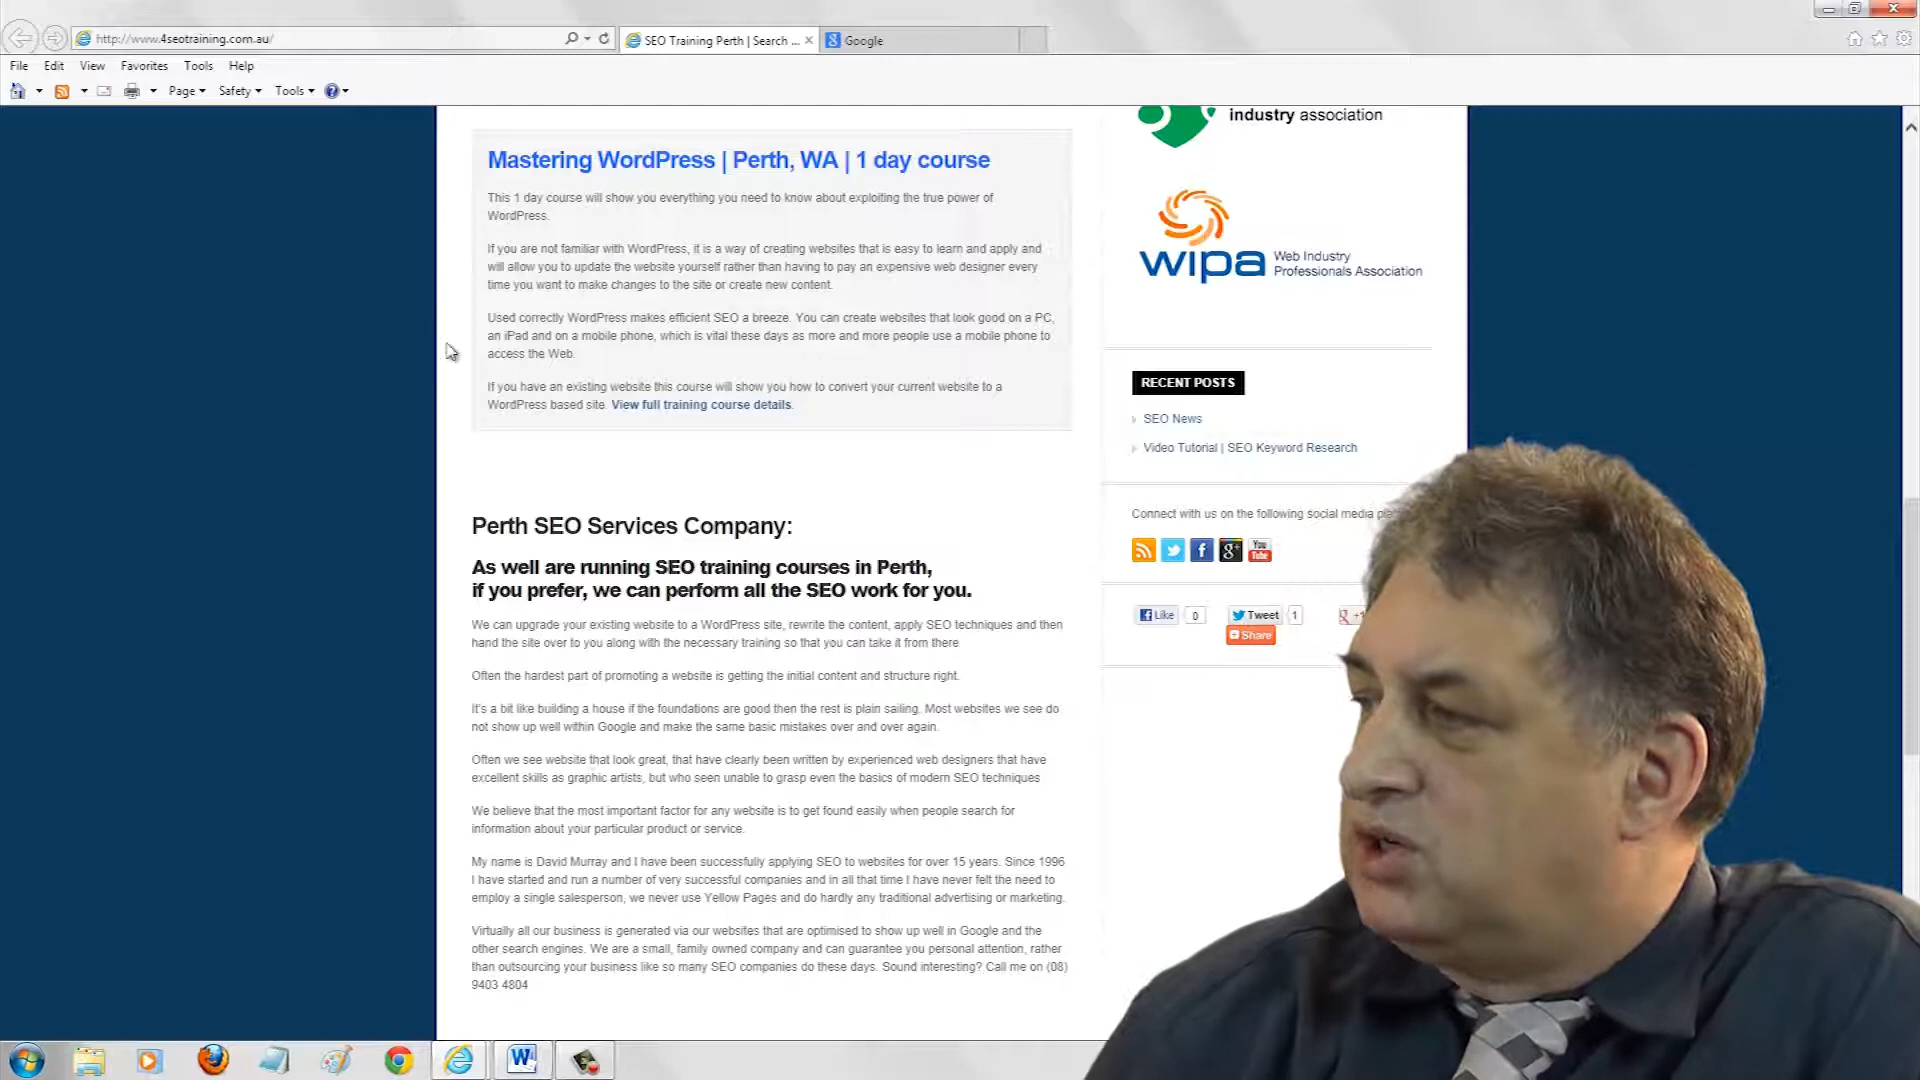 http://www.4seotraining.com.au/
SEO Training Perth | Search ...
Google
File Edit View Favorites Tools Help
Page Safety Tools
industry association
Mastering WordPress | Perth, WA | 1 day course
This 1 day course will show you everything you need to know about exploiting the true power of
WordPress.
If you are not familiar with WordPress, it is a way of creating websites that is easy to learn and apply and
will allow you to update the website yourself rather than having to pay an expensive web designer every
time you want to make changes to the site or create new content.
Used correctly WordPress makes efficient SEO a breeze. You can create websites that look good on a PC,
an iPad and on a mobile phone, which is vital these days as more and more people use a mobile phone to
access the Web.
If you have an existing website this course will show you how to convert your current website to a
WordPress based site. View full training course details.
wipa Web Industry
Professionals Association
RECENT POSTS
SEO News
Video Tutorial | SEO Keyword Research
Connect with us on the following social media
You
Tube
Like 0
Tweet 1
+1
Share
Perth SEO Services Company:
As well are running SEO training courses in Perth,
if you prefer, we can perform all the SEO work for you.
We can upgrade your existing website to a WordPress site, rewrite the content, apply SEO techniques and then
hand the site over to you along with the necessary training so that you can take it from there
Often the hardest part of promoting a website is getting the initial content and structure right.
It's a bit like building a house if the foundations are good then the rest is plain sailing. Most websites we see do
not show up well within Google and make the same basic mistakes over and over again.
Often we see website that look great, that have clearly been written by experienced web designers that have
excellent skills as graphic artists, but who seen unable to grasp even the basics of modern SEO techniques
We believe that the most important factor for any website is to get found easily when people search for
information about your particular product or service.
My name is David Murray and I have been successfully applying SEO to websites for over 15 years. Since 1996
I have started and run a number of very successful companies and in all that time I have never felt the need to
employ a single salesperson, we never use Yellow Pages and do hardly any traditional advertising or marketing.
Virtually all our business is generated via our websites that are optimised to show up well in Google and the
other search engines. We are a small, family owned company and can guarantee you personal attention, rather
than outsourcing your business like so many SEO companies do these days. Sound interesting? Call me on (08)
9403 4804